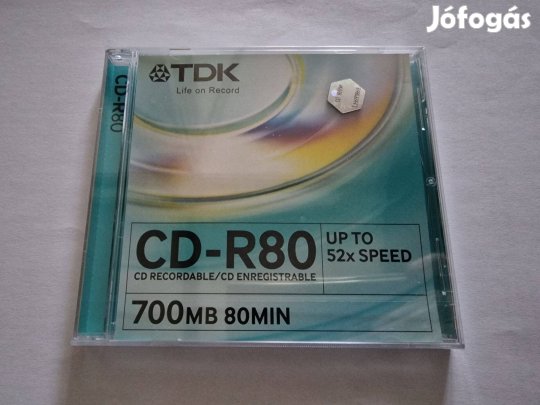 Jófogás
TDK
Life on Record
CD-R80
CD-R80
UP TO
52x SPEED
CD RECORDABLE/CD ENREGISTRABLE
700MB 80MIN